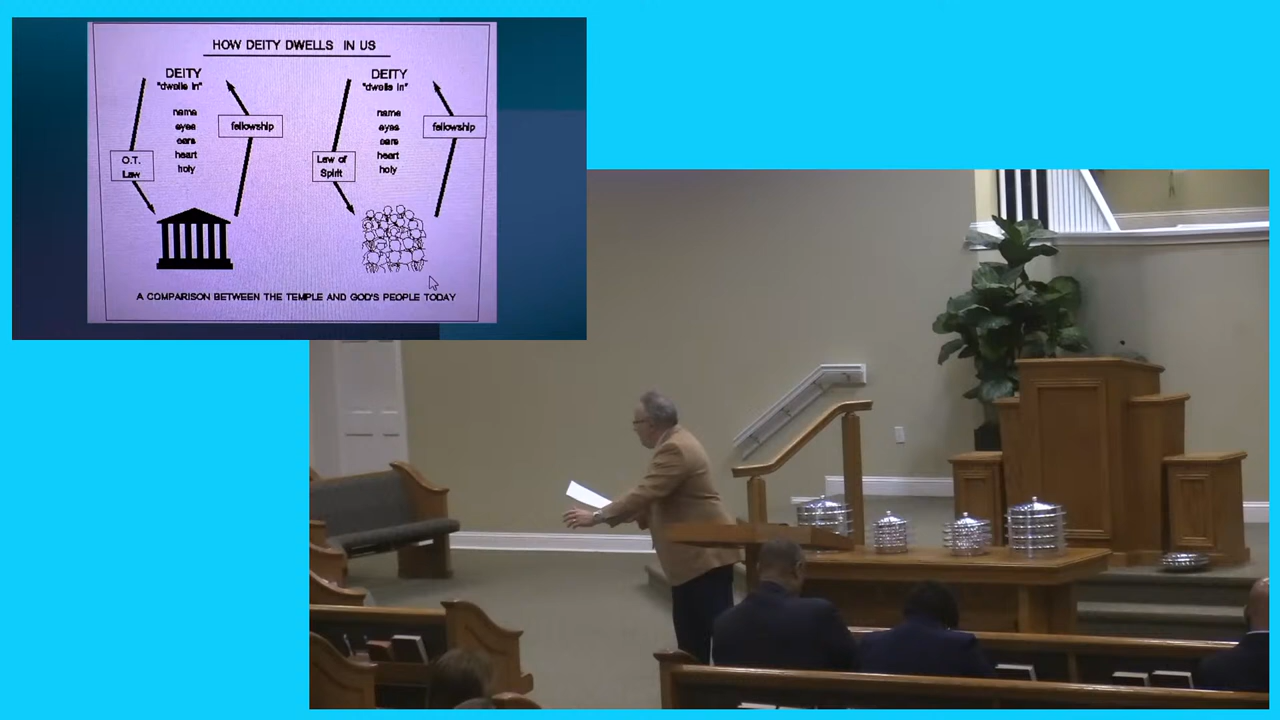 HOW DEITY DWELLS IN US
DEITY
"dwells in"
name
eyes
ears
heart
holy
O.T.
Law
fellowship
DEITY
"dwells in"
name
eyes
ears
heart
holy
Law of
Spirit
fellowship
A COMPARISON BETWEEN THE TEMPLE AND GOD'S PEOPLE TODAY